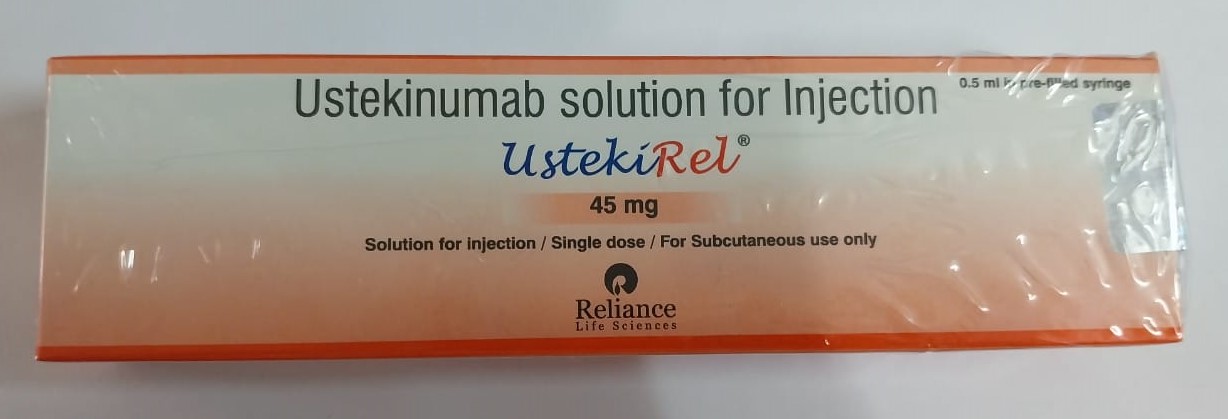 Ustekinumab solution for Injection
0.5 ml in pre-filled syringe
UstekiRel®
45 mg
Solution for injection / Single dose / For Subcutaneous use only
Reliance
Life Sciences